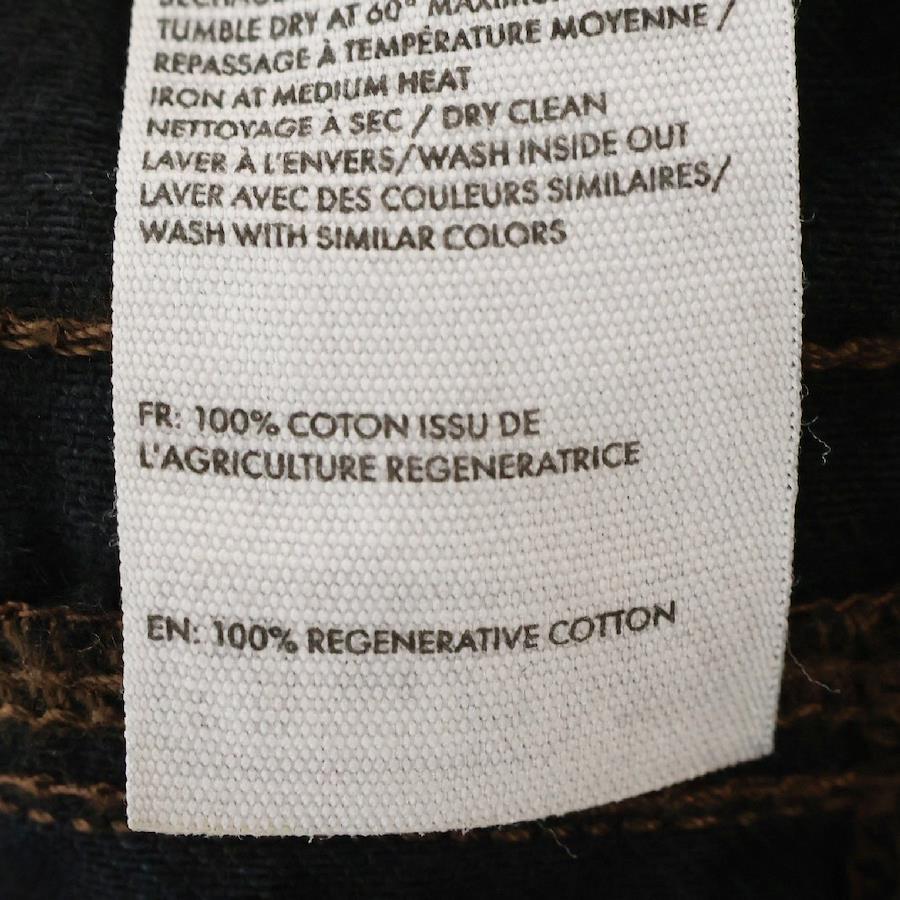 TUMBLE DRY AT 60°
REPASSAGE À TEMPÉRATURE MOYENNE /
IRON AT MEDIUM HEAT
NETTOYAGE À SEC / DRY CLEAN
LAVER À L'ENVERS/WASH INSIDE OUT
LAVER AVEC DES COULEURS SIMILAIRES/
WASH WITH SIMILAR COLORS
FR: 100% COTON ISSU DE
L'AGRICULTURE REGENERATRICE
EN: 100% REGENERATIVE COTTON